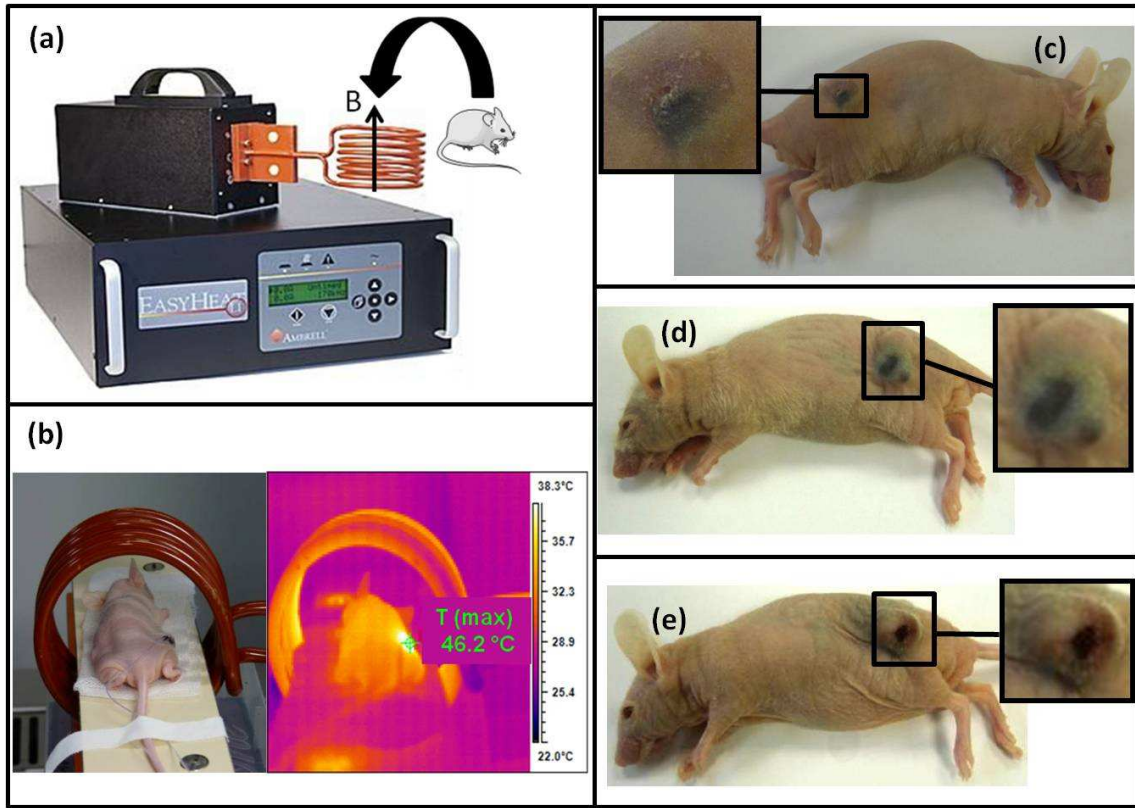 (a)
B
EASYHEAT
AMBRELL
(b)
T (max)
46.2 °C
38.3°C
35.7
32.3
28.9
25.4
22.0°C
(c)
(d)
(e)